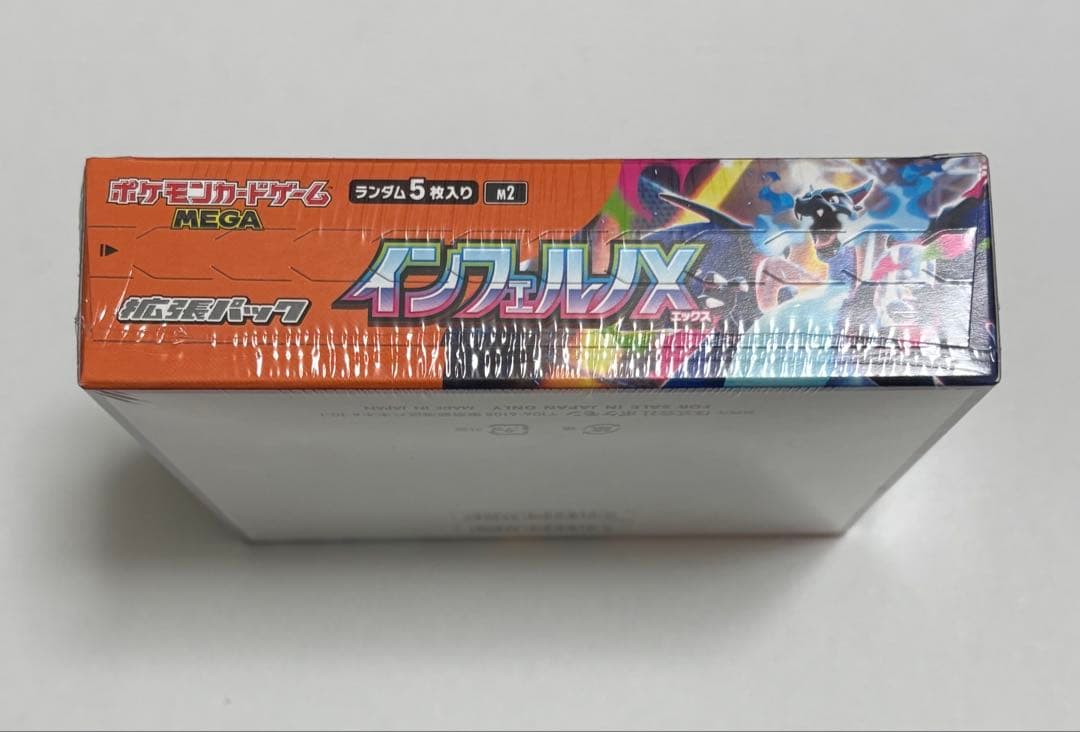 ポケモンカードゲーム
MEGA
ランダム5枚入り
M2
拡張パック
インフェルノX
エックス
FOR SALE IN JAPAN ONLY MADE IN JAPAN